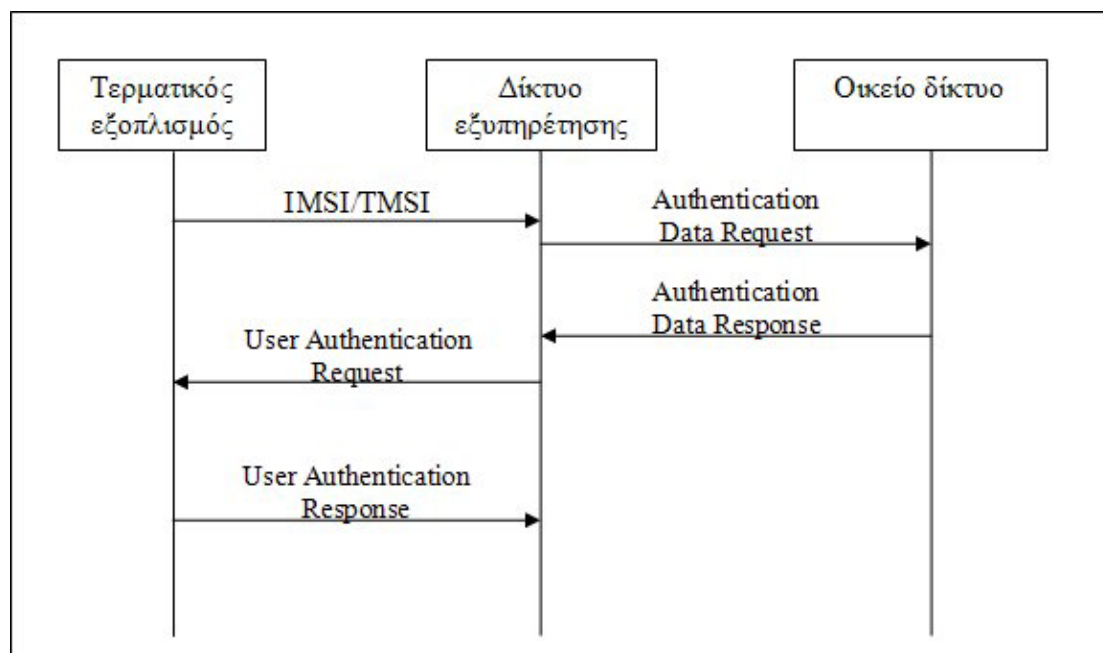 Τερματικός
εξοπλισμός
Δίκτυο
εξυπηρέτησης
Οικείο δίκτυο
IMSI/TMSI
Authentication
Data Request
Authentication
Data Response
User Authentication
Request
User Authentication
Response